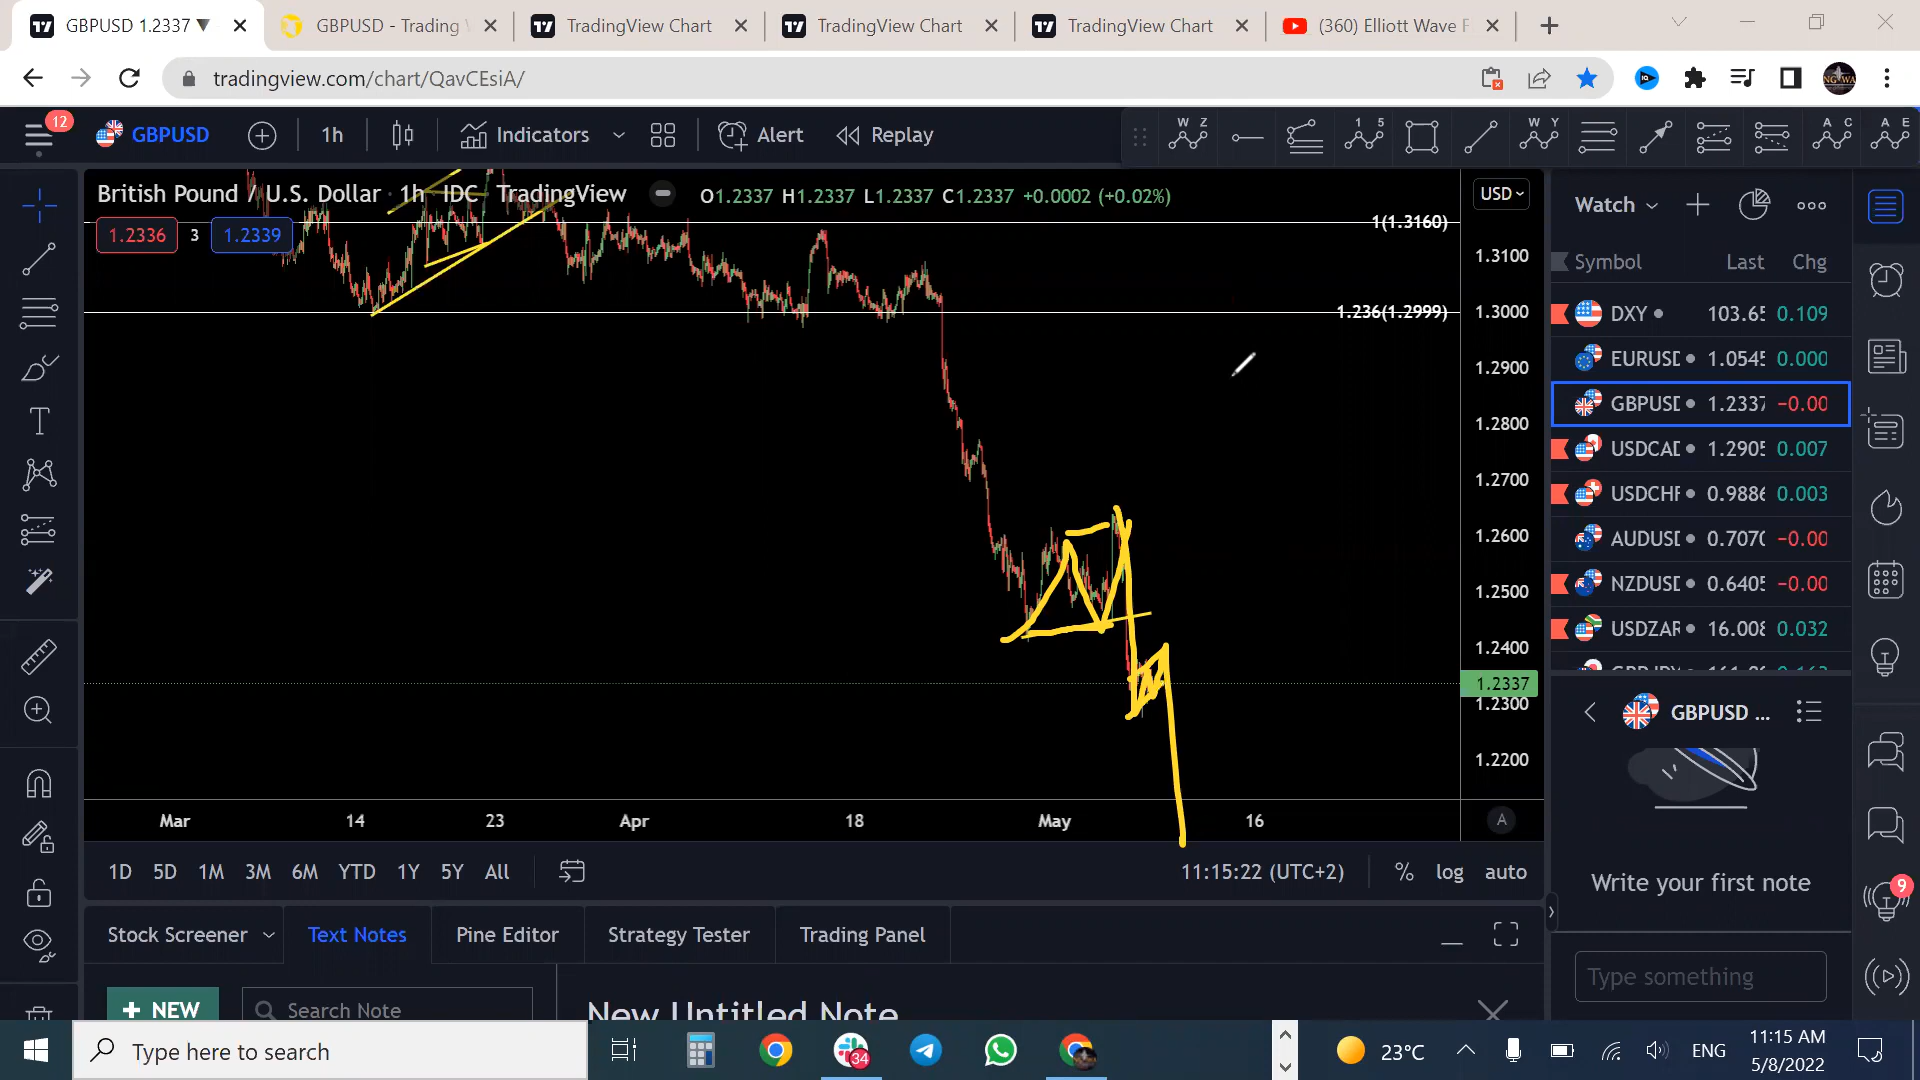 GBPUSD 1.2337 ▼
GBPUSD - Trading V
TradingView Chart
TradingView Chart
TradingView Chart
(360) Elliott Wave F
tradingview.com/chart/QavCEsiA/
12
GBPUSD
1h
Indicators
Alert
Replay
W Z
1 5
W Y
A C
A E
British Pound / U.S. Dollar · 1h · IDC · TradingView
O1.2337 H1.2337 L1.2337 C1.2337 +0.0002 (+0.02%)
1.2336
3
1.2339
1(1.3160)
1.236(1.2999)
USD
1.3100
1.3000
1.2900
1.2800
1.2700
1.2600
1.2500
1.2400
1.2337
1.2300
1.2200
Mar
14
23
Apr
18
May
16
A
1D 5D 1M 3M 6M YTD 1Y 5Y All
11:15:22 (UTC+2)
% log auto
Watch
Symbol Last Chg
DXY 103.65 0.109
EURUSD 1.0545 0.000
GBPUSD 1.2337 −0.00
USDCAD 1.2905 0.007
USDCHF 0.9886 0.003
AUDUSD 0.7070 −0.00
NZDUSD 0.6405 −0.00
USDZAR 16.008 0.032
GBPUSD ...
Write your first note
Type something
9
Stock Screener
Text Notes
Pine Editor
Strategy Tester
Trading Panel
+ NEW
Search Note
New Untitled Note
Type here to search
34
23°C
ENG
11:15 AM
5/8/2022